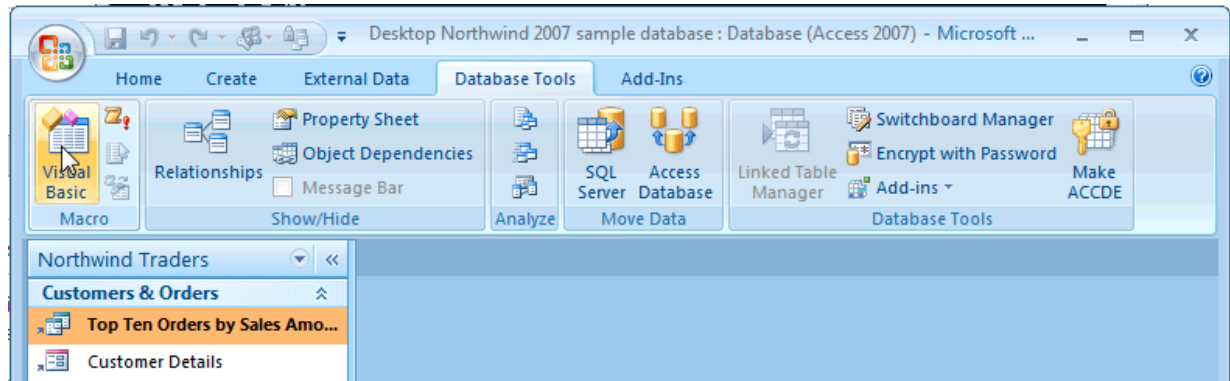 Desktop Northwind 2007 sample database : Database (Access 2007) - Microsoft ...
Home Create External Data Database Tools Add-Ins
Visual Basic
Relationships
Property Sheet
Object Dependencies
Message Bar
SQL Server
Access Database
Linked Table Manager
Switchboard Manager
Encrypt with Password
Add-ins
Make ACCDE
Macro Show/Hide Analyze Move Data Database Tools
Northwind Traders
Customers & Orders
Top Ten Orders by Sales Amo...
Customer Details